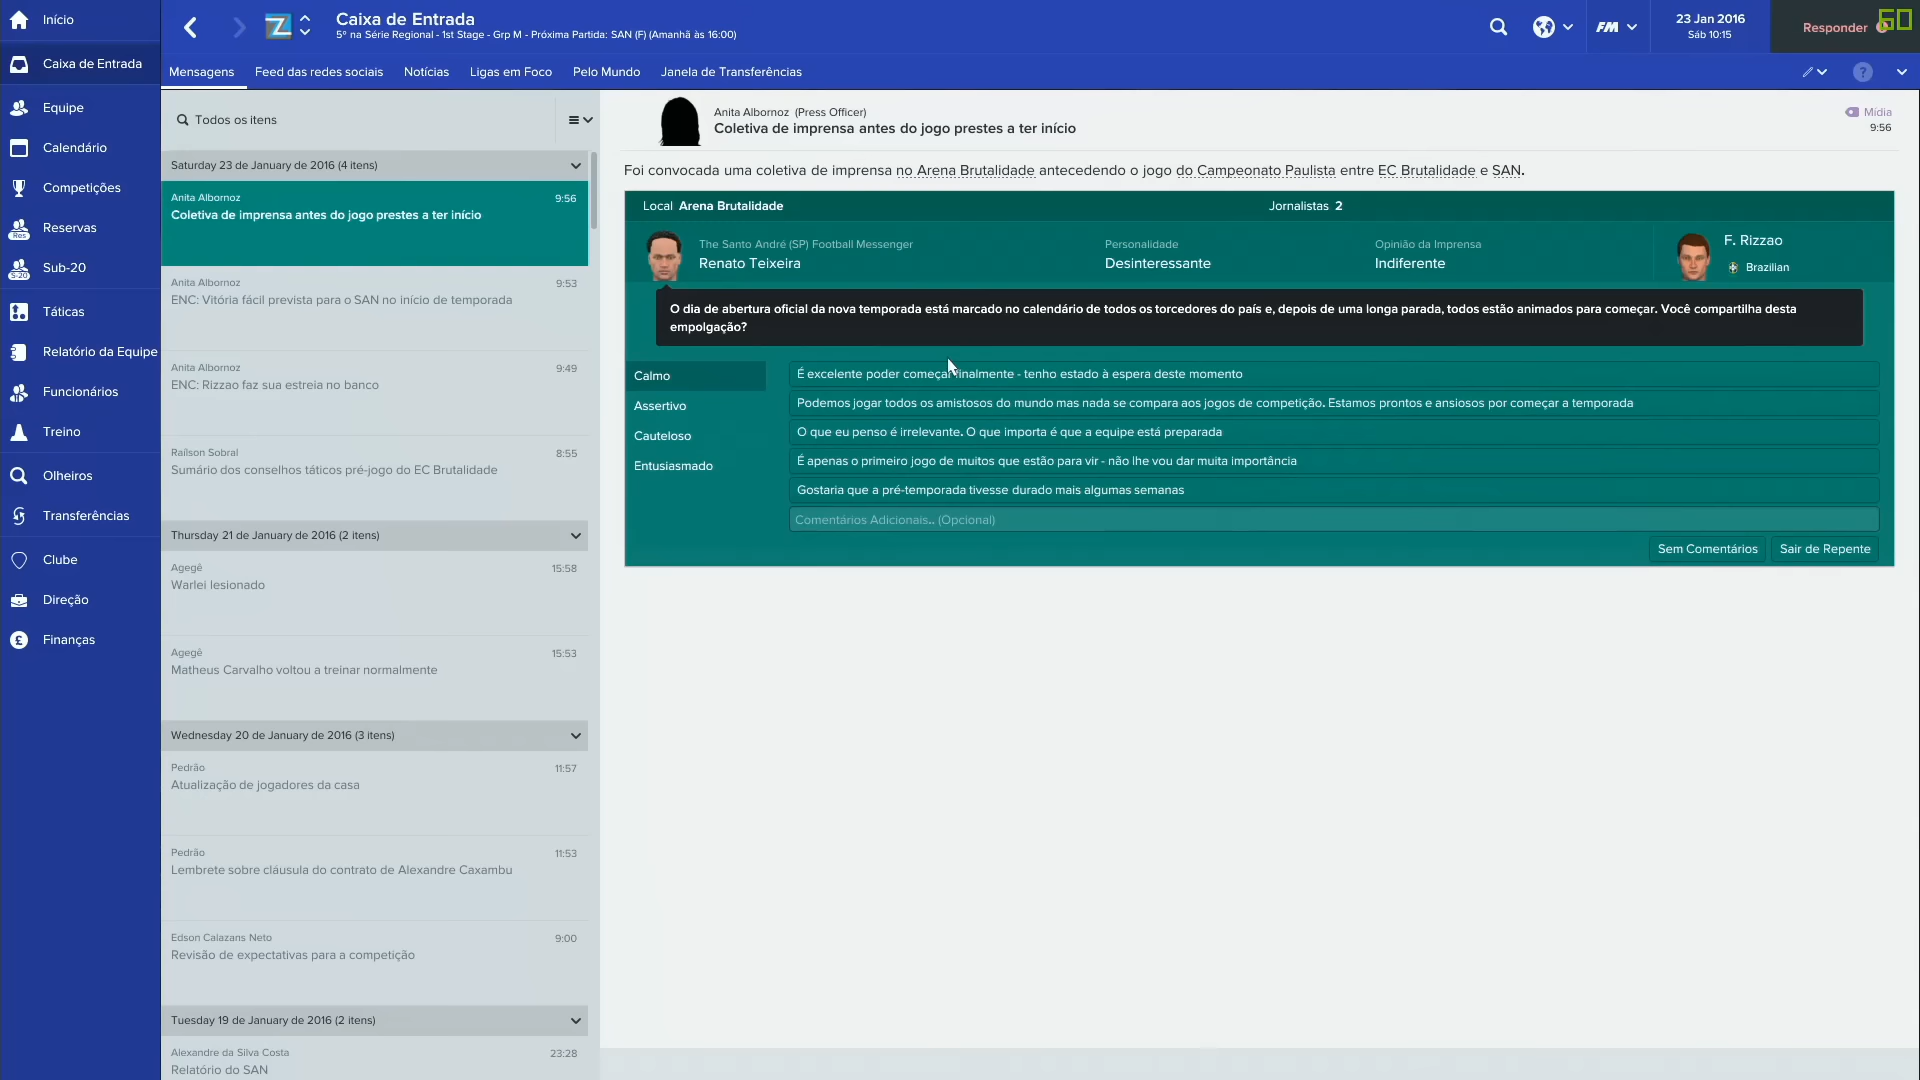 Início
Caixa de Entrada
Equipe
Calendário
Competições
Reservas
Sub-20
Táticas
Relatório da Equipe
Funcionários
Treino
Olheiros
Transferências
Clube
Direção
Finanças
Caixa de Entrada
5º na Série Regional - 1st Stage - Grp M - Próxima Partida: SAN (F) (Amanhã às 16:00)
FM
23 Jan 2016
Sáb 10:15
Responder
60
Mensagens
Feed das redes sociais
Notícias
Ligas em Foco
Pelo Mundo
Janela de Transferências
?
Todos os itens
Saturday 23 de January de 2016 (4 itens)
Anita Albornoz 9:56
Coletiva de imprensa antes do jogo prestes a ter início
Anita Albornoz 9:53
ENC: Vitória fácil prevista para o SAN no início de temporada
Anita Albornoz 9:49
ENC: Rizzao faz sua estreia no banco
Raílson Sobral 8:55
Sumário dos conselhos táticos pré-jogo do EC Brutalidade
Thursday 21 de January de 2016 (2 itens)
Agegê 15:58
Warlei lesionado
Agegê 15:53
Matheus Carvalho voltou a treinar normalmente
Wednesday 20 de January de 2016 (3 itens)
Pedrão 11:57
Atualização de jogadores da casa
Pedrão 11:53
Lembrete sobre cláusula do contrato de Alexandre Caxambu
Edson Calazans Neto 9:00
Revisão de expectativas para a competição
Tuesday 19 de January de 2016 (2 itens)
Alexandre da Silva Costa 23:28
Relatório do SAN
Anita Albornoz (Press Officer)
Coletiva de imprensa antes do jogo prestes a ter início
Mídia
9:56
Foi convocada uma coletiva de imprensa no Arena Brutalidade antecedendo o jogo do Campeonato Paulista entre EC Brutalidade e SAN.
Local Arena Brutalidade
Jornalistas 2
The Santo André (SP) Football Messenger
Renato Teixeira
Personalidade
Desinteressante
Opinião da Imprensa
Indiferente
F. Rizzao
Brazilian
O dia de abertura oficial da nova temporada está marcado no calendário de todos os torcedores do país e, depois de uma longa parada, todos estão animados para começar. Você compartilha desta
empolgação?
Calmo
Assertivo
Cauteloso
Entusiasmado
É excelente poder começar finalmente - tenho estado à espera deste momento
Podemos jogar todos os amistosos do mundo mas nada se compara aos jogos de competição. Estamos prontos e ansiosos por começar a temporada
O que eu penso é irrelevante. O que importa é que a equipe está preparada
É apenas o primeiro jogo de muitos que estão para vir - não lhe vou dar muita importância
Gostaria que a pré-temporada tivesse durado mais algumas semanas
Comentários Adicionais.. (Opcional)
Sem Comentários
Sair de Repente